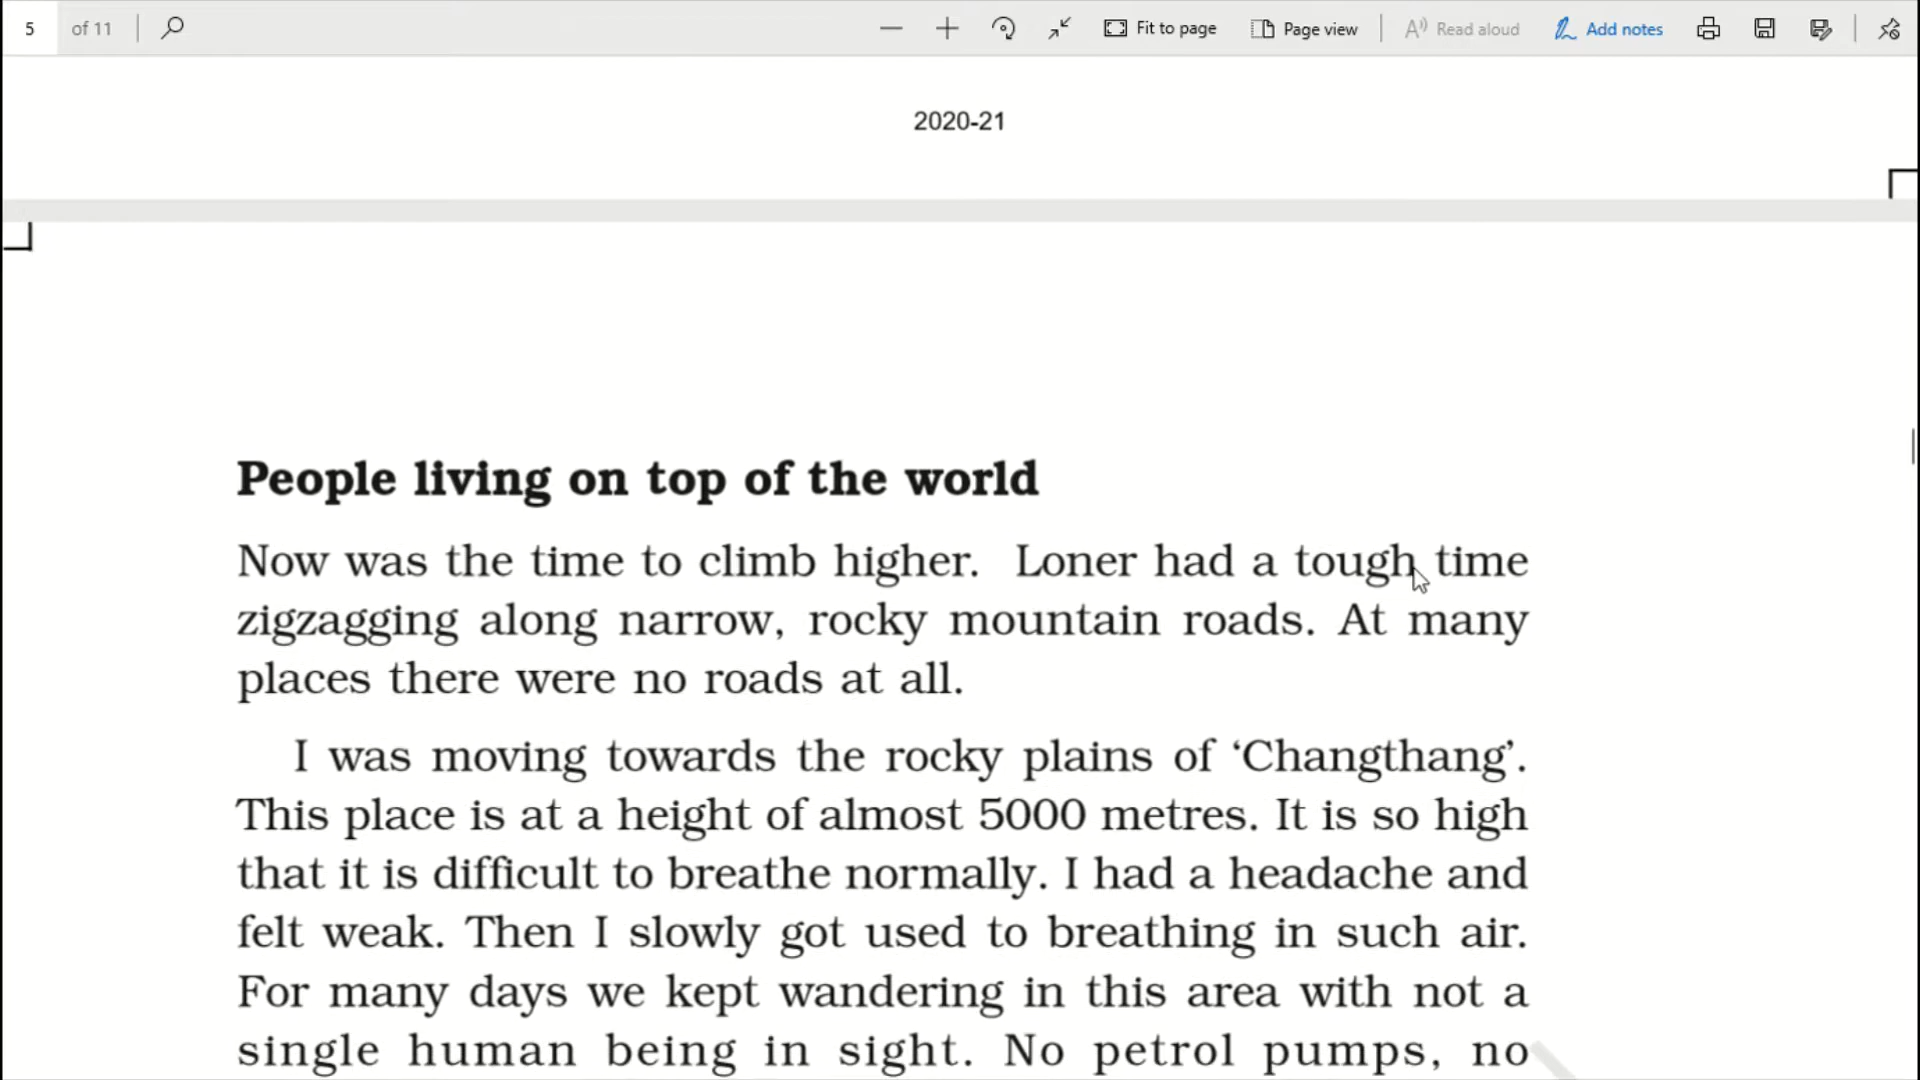 5 of 11 Fit to page Page view Read aloud Add notes
2020-21
People living on top of the world
Now was the time to climb higher. Loner had a tough time
zigzagging along narrow, rocky mountain roads. At many
places there were no roads at all.
I was moving towards the rocky plains of ‘Changthang’.
This place is at a height of almost 5000 metres. It is so high
that it is difficult to breathe normally. I had a headache and
felt weak. Then I slowly got used to breathing in such air.
For many days we kept wandering in this area with not a
single human being in sight. No petrol pumps, no